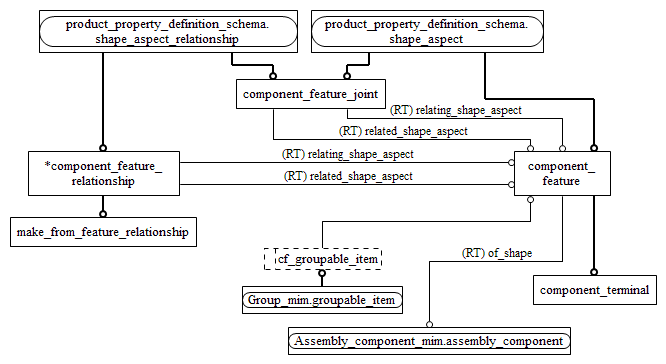 product_property_definition_schema.
shape_aspect_relationship
product_property_definition_schema.
shape_aspect
component_feature_joint
(RT) relating_shape_aspect
(RT) related_shape_aspect
*component_feature_
relationship
(RT) relating_shape_aspect
(RT) related_shape_aspect
component_
feature
make_from_feature_relationship
cf_groupable_item
(RT) of_shape
Group_mim.groupable_item
component_terminal
Assembly_component_mim.assembly_component